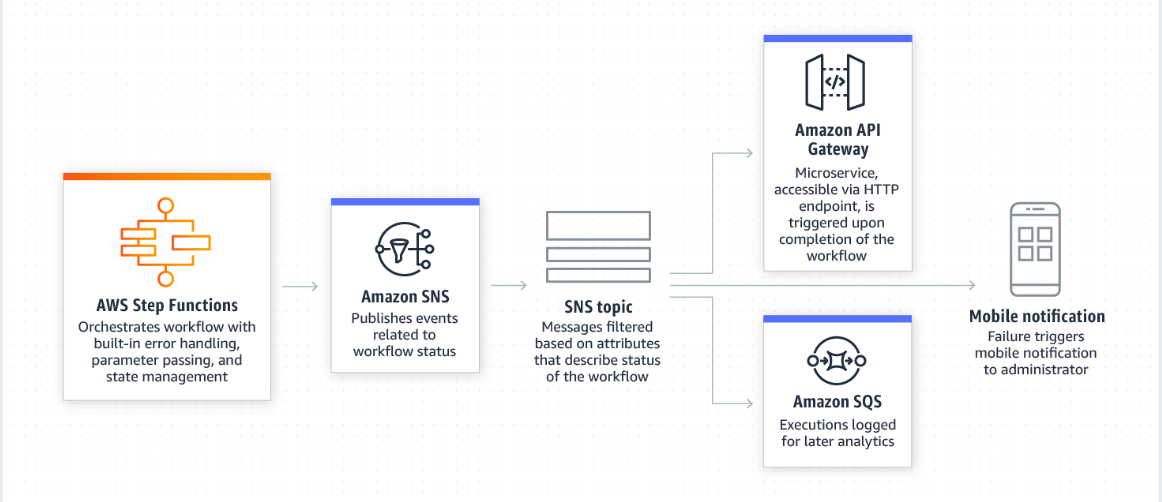 AWS Step Functions
Orchestrates workflow with
built-in error handling,
parameter passing, and
state management
Amazon SNS
Publishes events
related to
workflow status
SNS topic
Messages filtered
based on attributes
that describe status
of the workflow
</>
Amazon API
Gateway
Microservice,
accessible via HTTP
endpoint, is
triggered upon
completion of the
workflow
Amazon SQS
Executions logged
for later analytics
Mobile notification
Failure triggers
mobile notification
to administrator